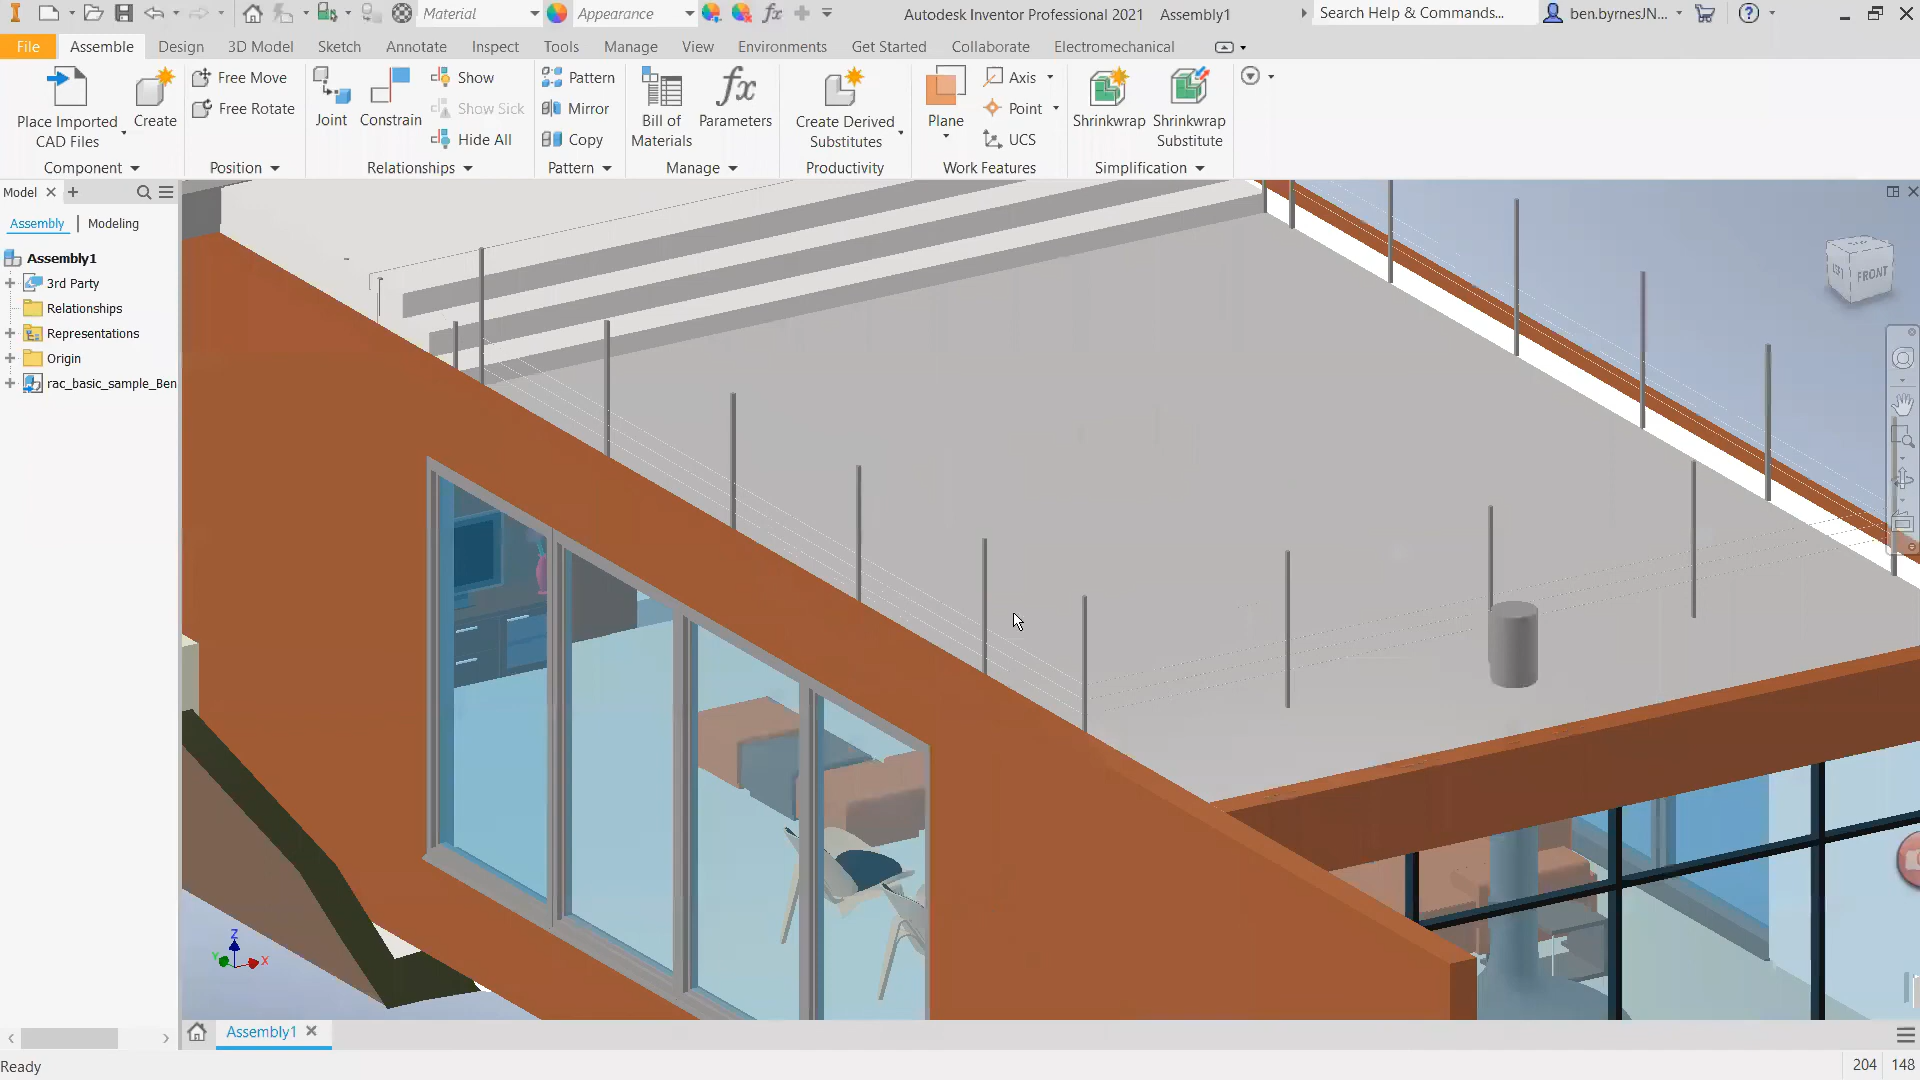 Material
Appearance
Autodesk Inventor Professional 2021 Assembly1
Search Help & Commands...
ben.byrnesJN...
File
Assemble
Design
3D Model
Sketch
Annotate
Inspect
Tools
Manage
View
Environments
Get Started
Collaborate
Electromechanical
Place Imported
CAD Files
Create
Free Move
Free Rotate
Joint
Constrain
Show
Show Sick
Hide All
Pattern
Mirror
Copy
Bill of
Materials
Parameters
Create Derived
Substitutes
Plane
Axis
Point
UCS
Shrinkwrap
Shrinkwrap
Substitute
Component
Position
Relationships
Pattern
Manage
Productivity
Work Features
Simplification
Model
Assembly
Modeling
Assembly1
3rd Party
Relationships
Representations
Origin
rac_basic_sample_Ben
FRONT
Z
Y
X
Assembly1
Ready
204 148